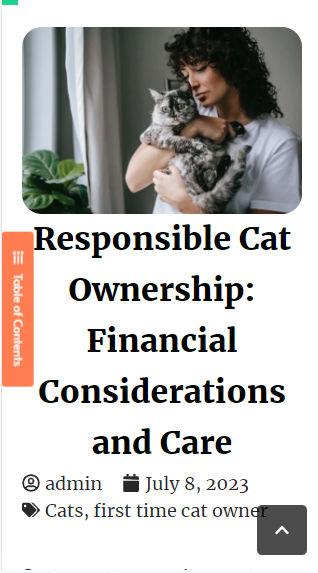 Responsible Cat
Ownership:
Financial
Considerations
and Care
Table of Contents
admin July 8, 2023
Cats, first time cat owner